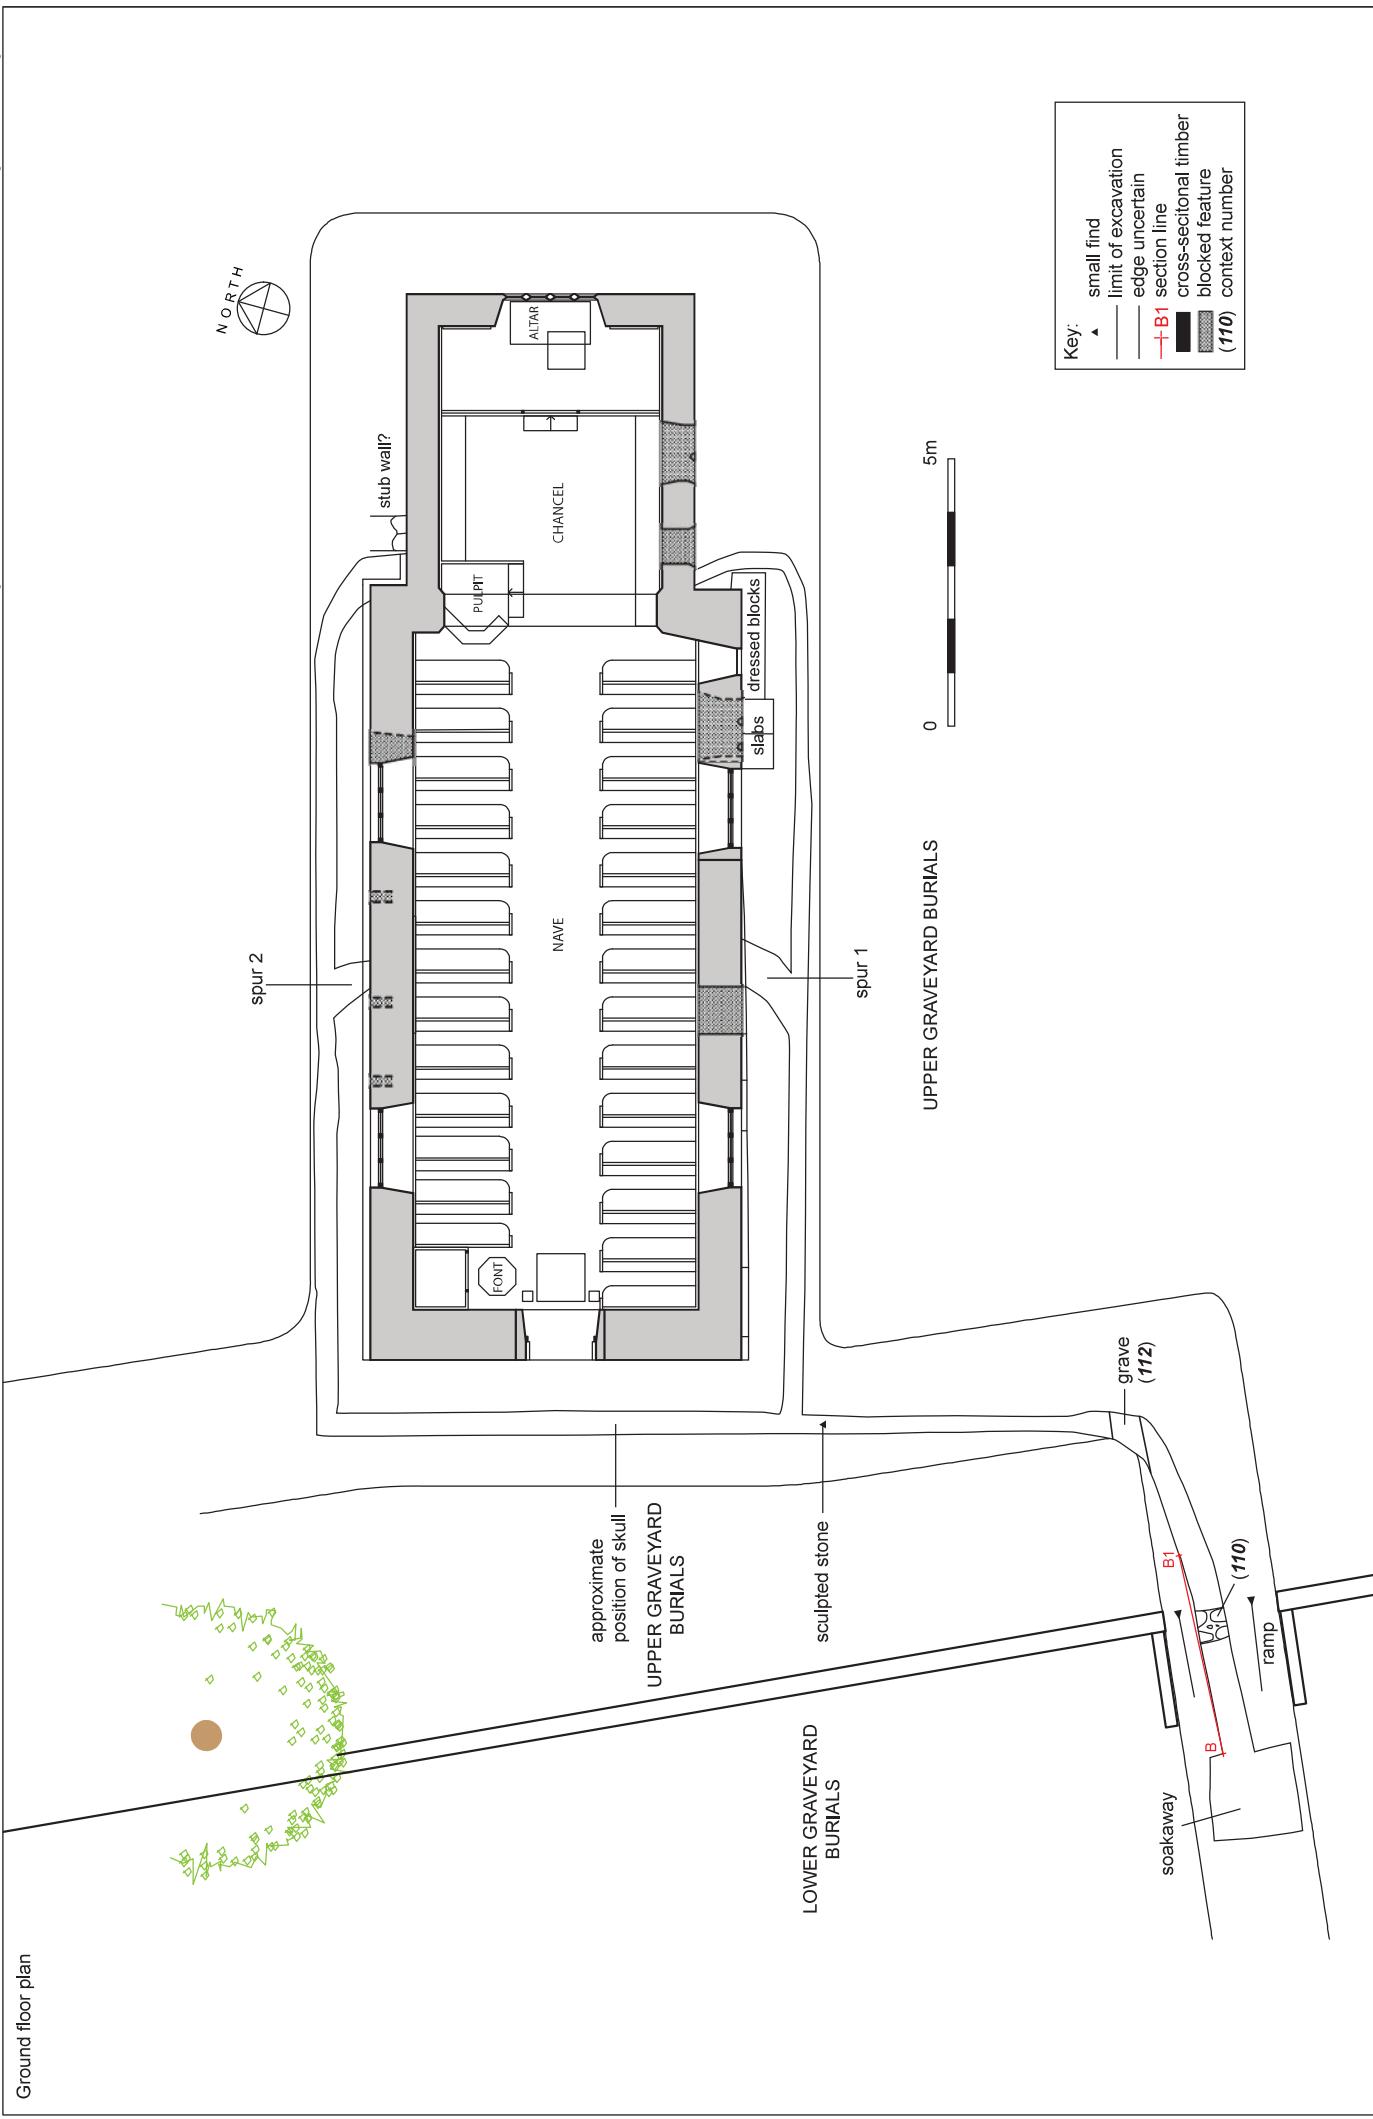 Ground floor plan
NORTH
stub wall?
spur 2
ALTAR
CHANCEL
PULPIT
NAVE
FONT
dressed blocks
slabs
spur 1
approximate
position of skull
UPPER GRAVEYARD
BURIALS
sculpted stone
UPPER GRAVEYARD BURIALS
0
5m
LOWER GRAVEYARD
BURIALS
grave
(112)
B1
(110)
ramp
B
soakaway
Key:
small find
limit of excavation
edge uncertain
B1 section line
cross-secitonal timber
blocked feature
(110) context number